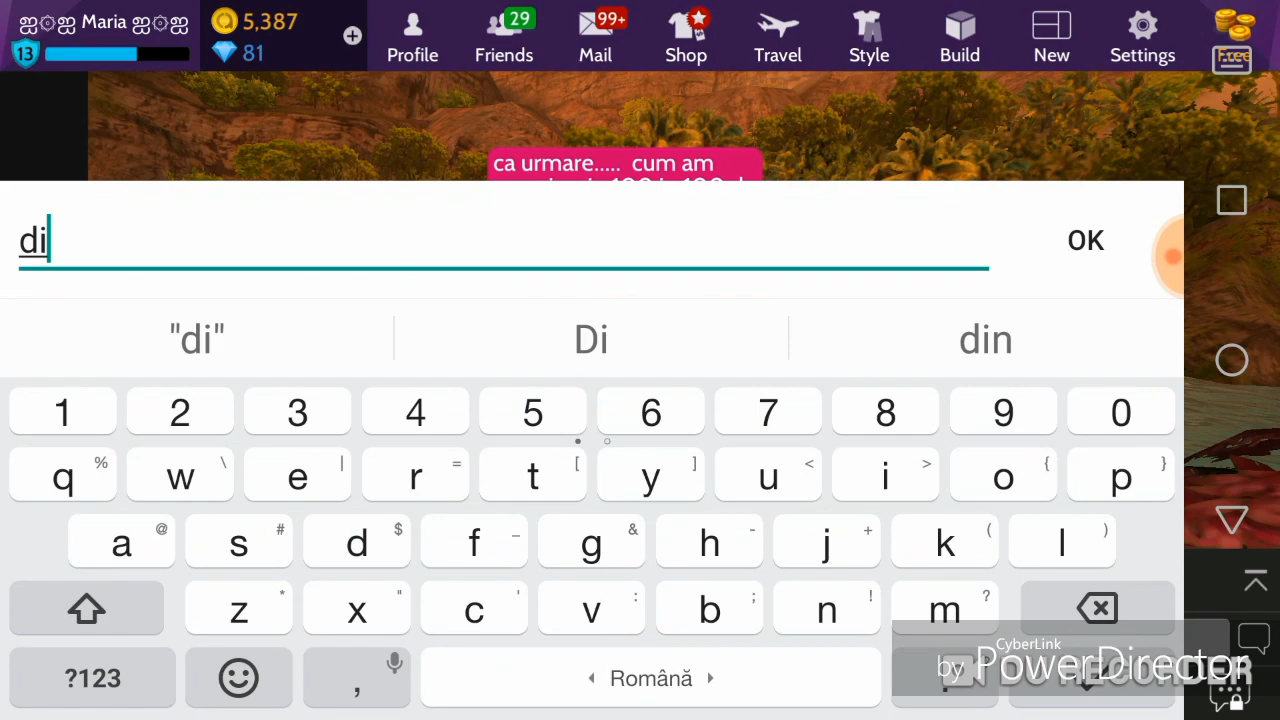 ஐ۞ஐ Maria ஐ۞ஐ
13
5,387
81
Profile
29
Friends
99+
Mail
Shop
Travel
Style
Build
New
Settings
Free
ca urmare..... cum am
di
OK
"di" Di din
1 2 3 4 5 6 7 8 9 0
q % w \ e | r = t [ y ] u < i > o { p }
a @ s # d $ f _ g & h - j + k ( l )
z * x " c ' v : b ; n ! m ?
?123 , Română .
CyberLink
by PowerDirector
RECORDER